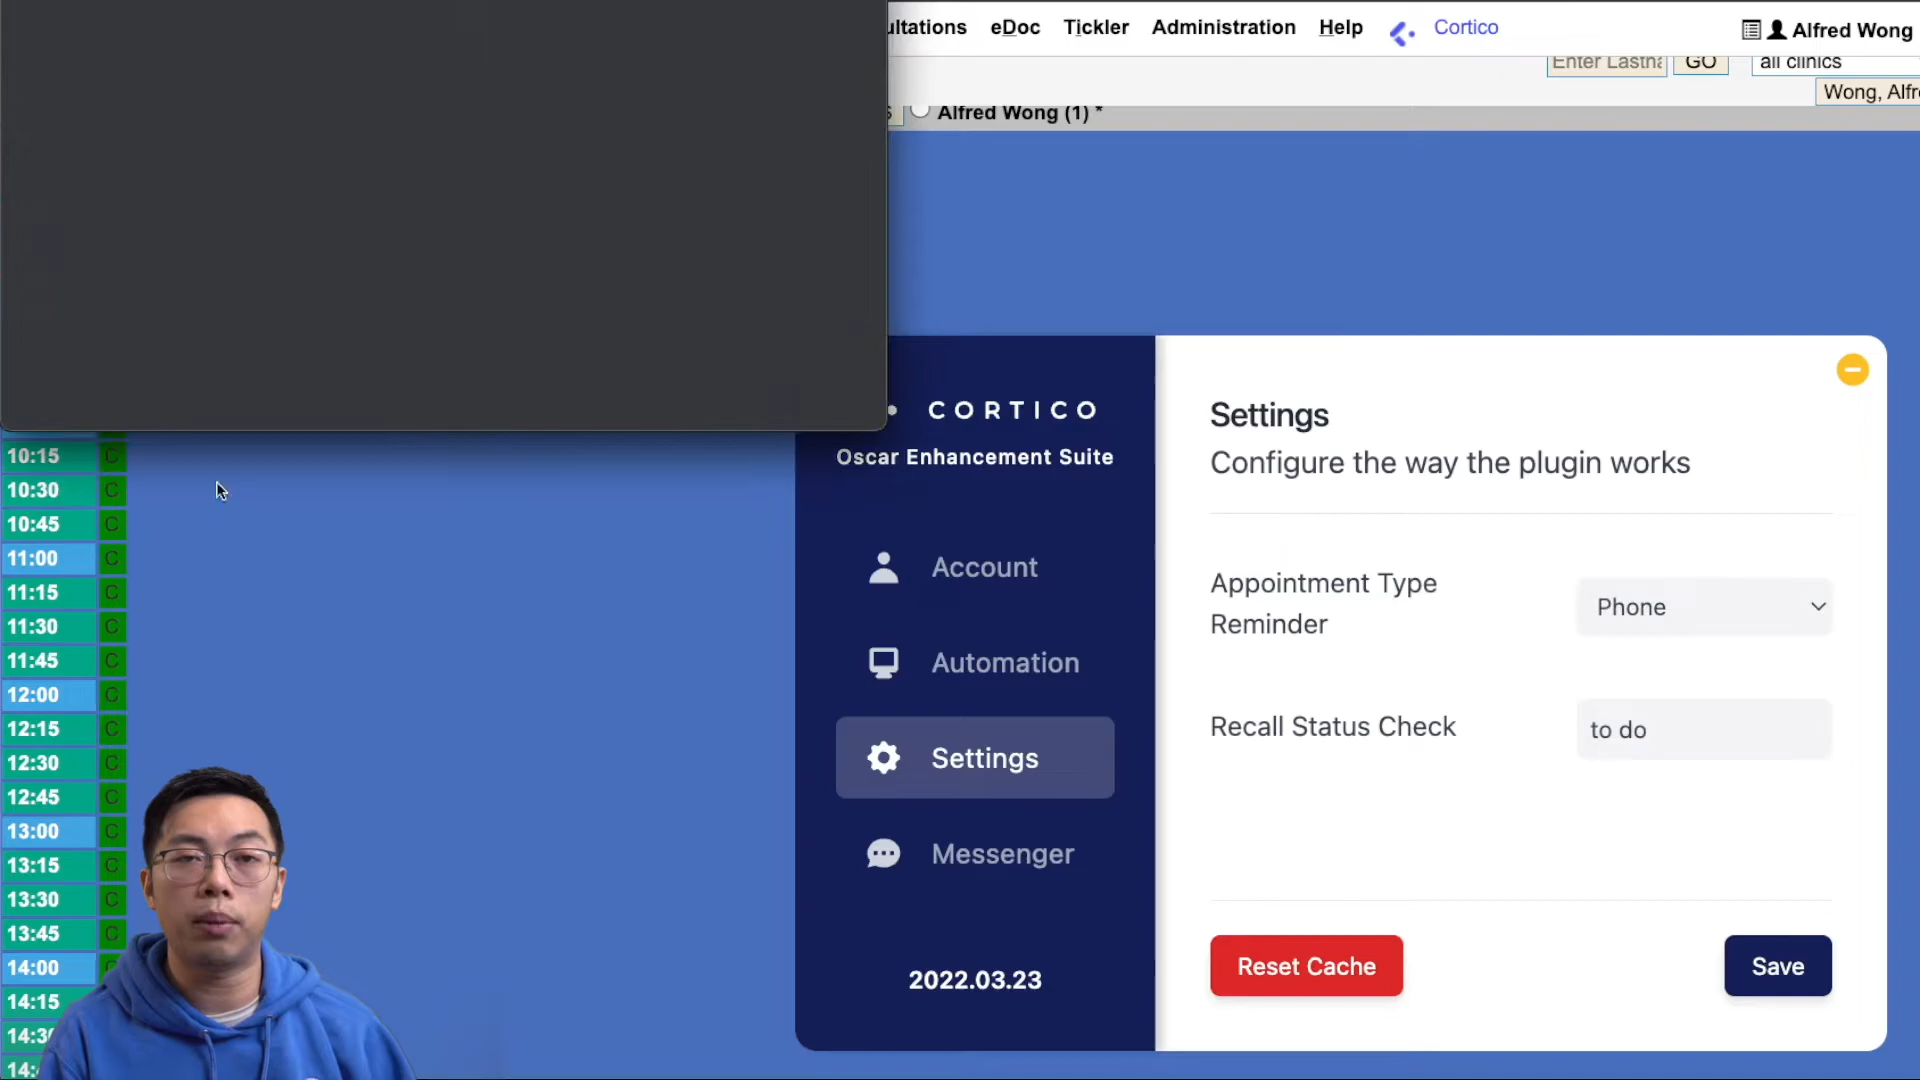 eDoc Tickler Administration Help Cortico Alfred Wong
GO all clinics
Wong,
Alfred Wong (1) *
CORTICO
Oscar Enhancement Suite
Account
Automation
Settings
Messenger
2022.03.23
Settings
Configure the way the plugin works
Appointment Type
Reminder
Phone
Recall Status Check
to do
Reset Cache
Save
10:15 C
10:30 C
10:45 C
11:00 C
11:15 C
11:30 C
11:45 C
12:00 C
12:15 C
12:30 C
12:45 C
13:00 C
13:15 C
13:30 C
13:45 C
14:00
14:15